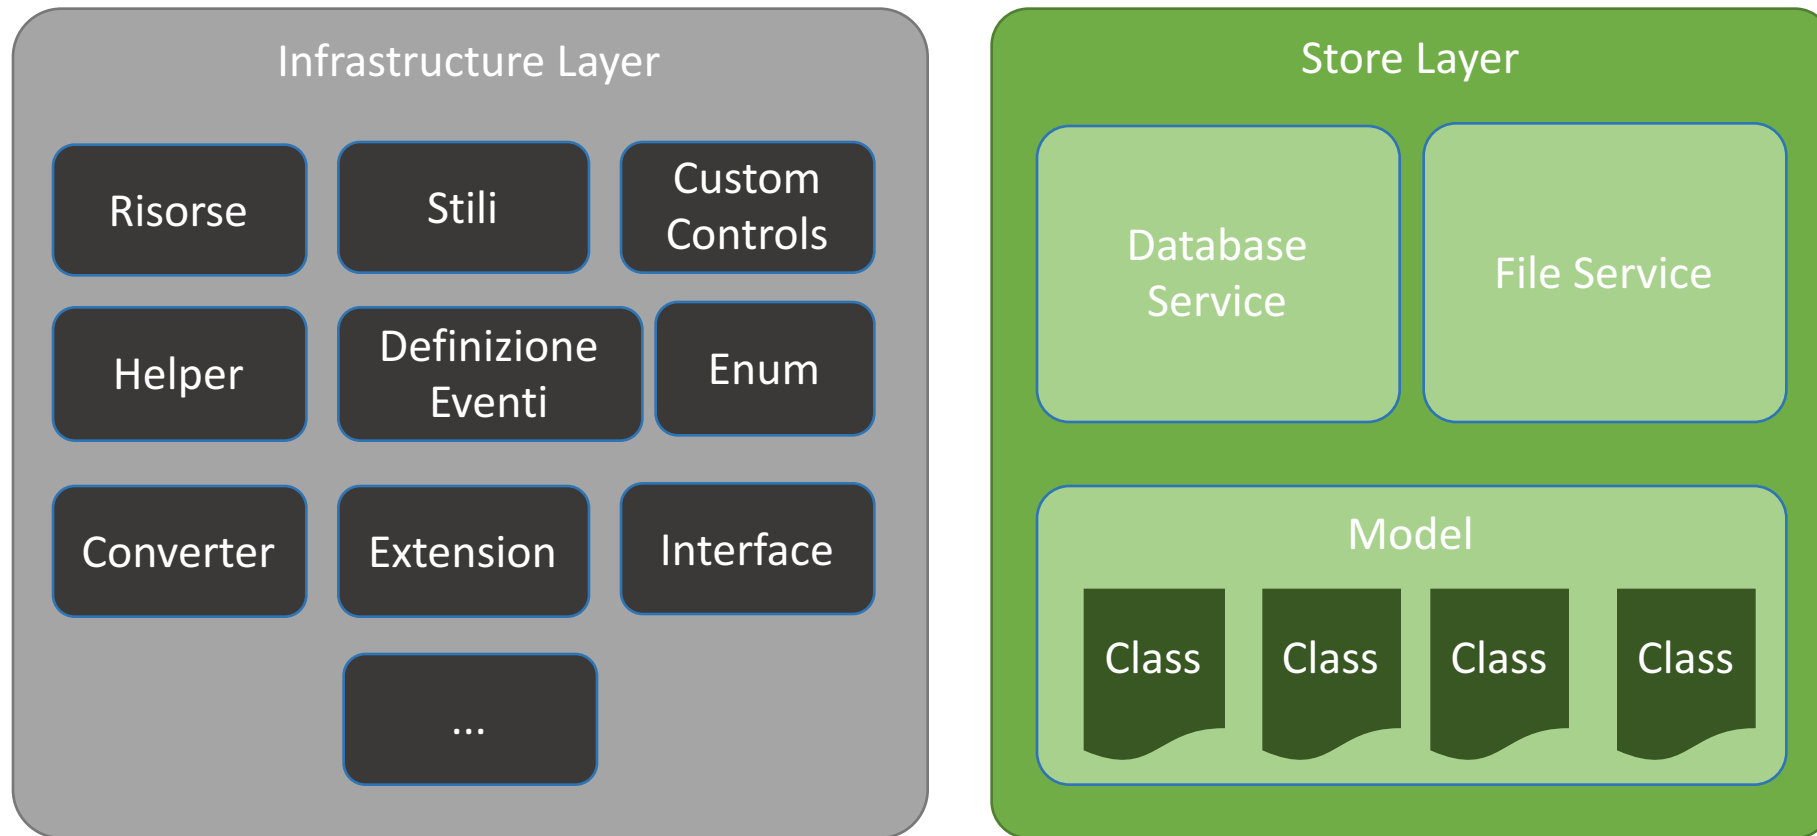 Infrastructure Layer
Risorse
Stili
Custom
Controls
Helper
Definizione
Eventi
Enum
Converter
Extension
Interface
...
Store Layer
Database
Service
File Service
Model
Class
Class
Class
Class